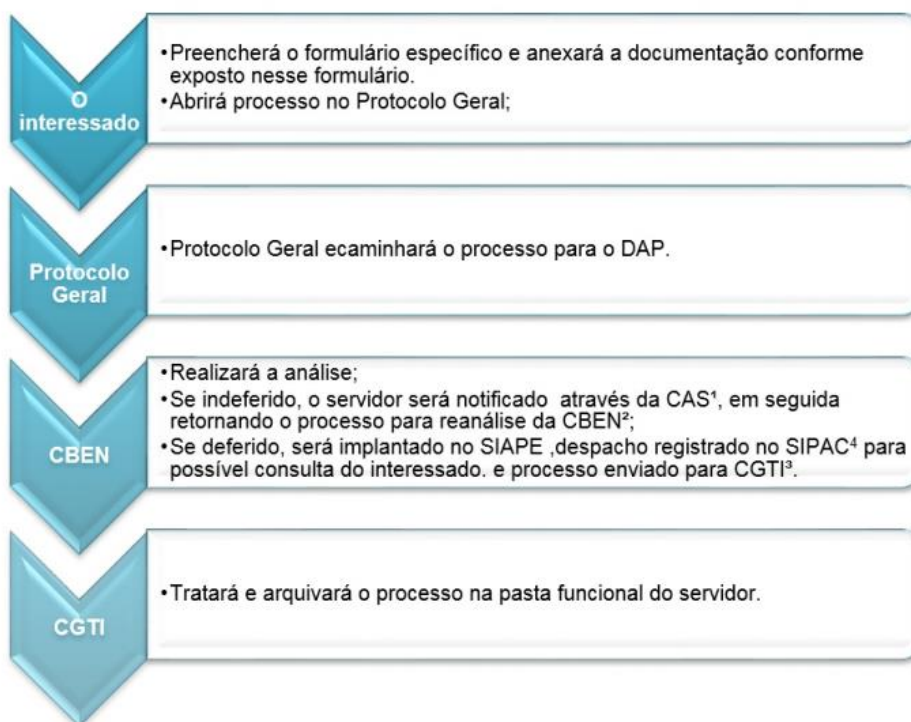 O
interessado
•Preencherá o formulário específico e anexará a documentação conforme
exposto nesse formulário.
•Abrirá processo no Protocolo Geral;
Protocolo
Geral
•Protocolo Geral ecaminhará o processo para o DAP.
CBEN
•Realizará a análise;
•Se indeferido, o servidor será notificado através da CAS¹, em seguida
retornando o processo para reanálise da CBEN²;
•Se deferido, será implantado no SIAPE ,despacho registrado no SIPAC⁴ para
possível consulta do interessado. e processo enviado para CGTI³.
CGTI
•Tratará e arquivará o processo na pasta funcional do servidor.